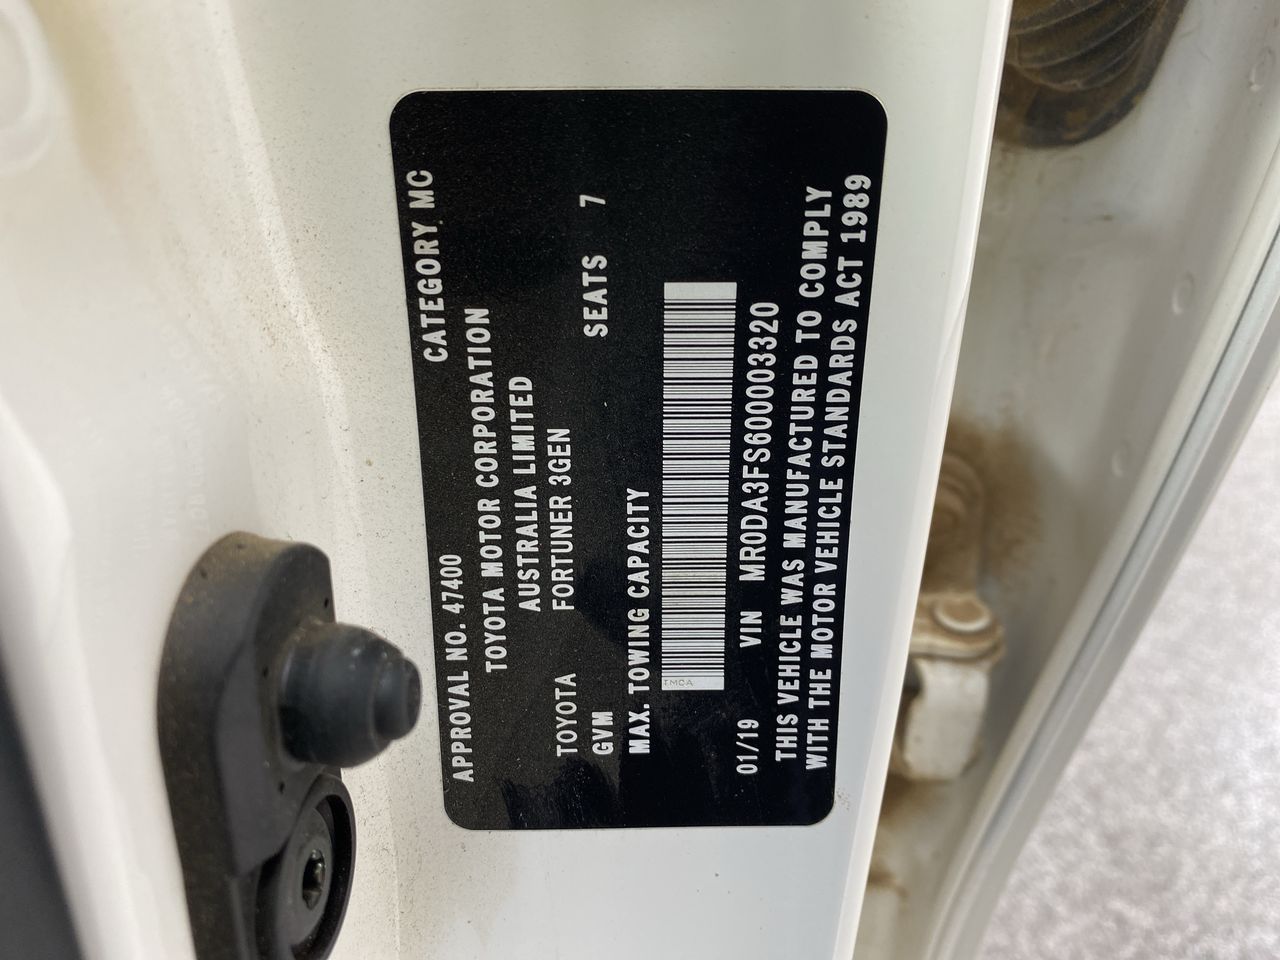 APPROVAL NO. 47400 CATEGORY MC
TOYOTA MOTOR CORPORATION
AUSTRALIA LIMITED
TOYOTA FORTUNER 3GEN
GVM SEATS 7
MAX. TOWING CAPACITY
TMCA
01/19 VIN MR0DA3FS600003320
THIS VEHICLE WAS MANUFACTURED TO COMPLY
WITH THE MOTOR VEHICLE STANDARDS ACT 1989